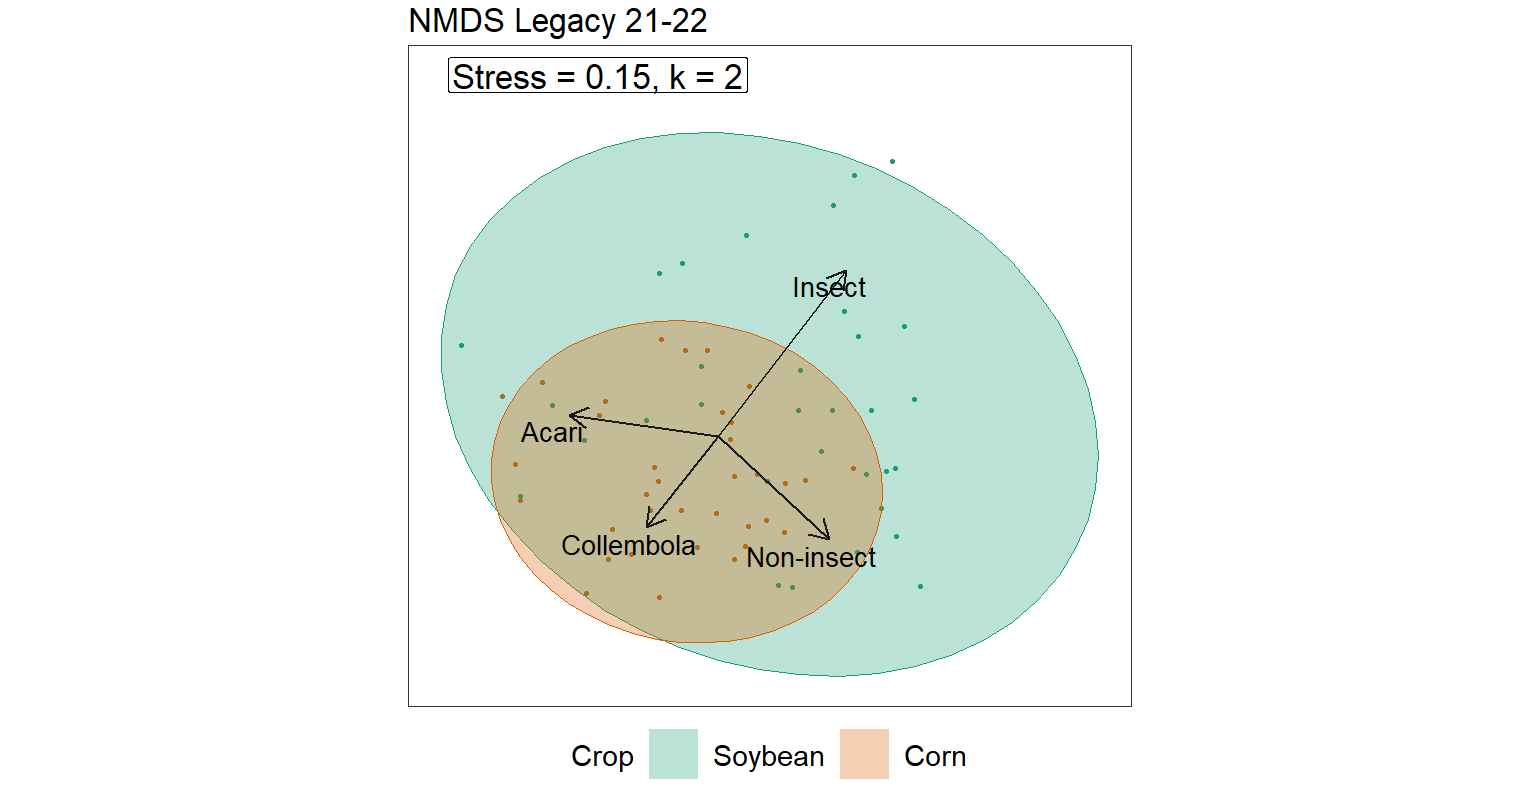 NMDS Legacy 21-22
Stress = 0.15, k = 2
Insect
Acari
Collembola
Non-insect
Crop Soybean Corn